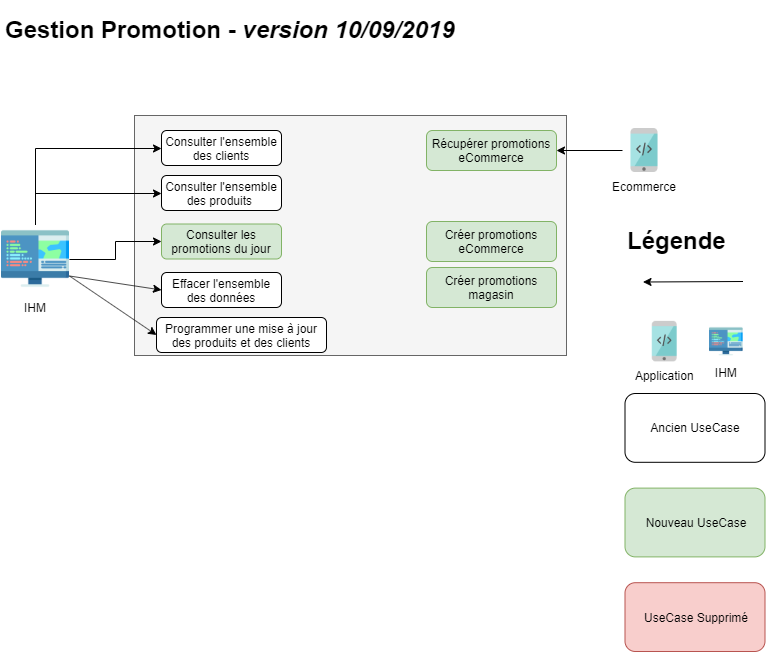 Gestion Promotion - version 10/09/2019
Consulter l'ensemble
des clients
Consulter l'ensemble
des produits
Consulter les
promotions du jour
Effacer l'ensemble
des données
Programmer une mise à jour
des produits et des clients
IHM
Récupérer promotions
eCommerce
Créer promotions
eCommerce
Créer promotions
magasin
Ecommerce
Légende
Application
IHM
Ancien UseCase
Nouveau UseCase
UseCase Supprimé